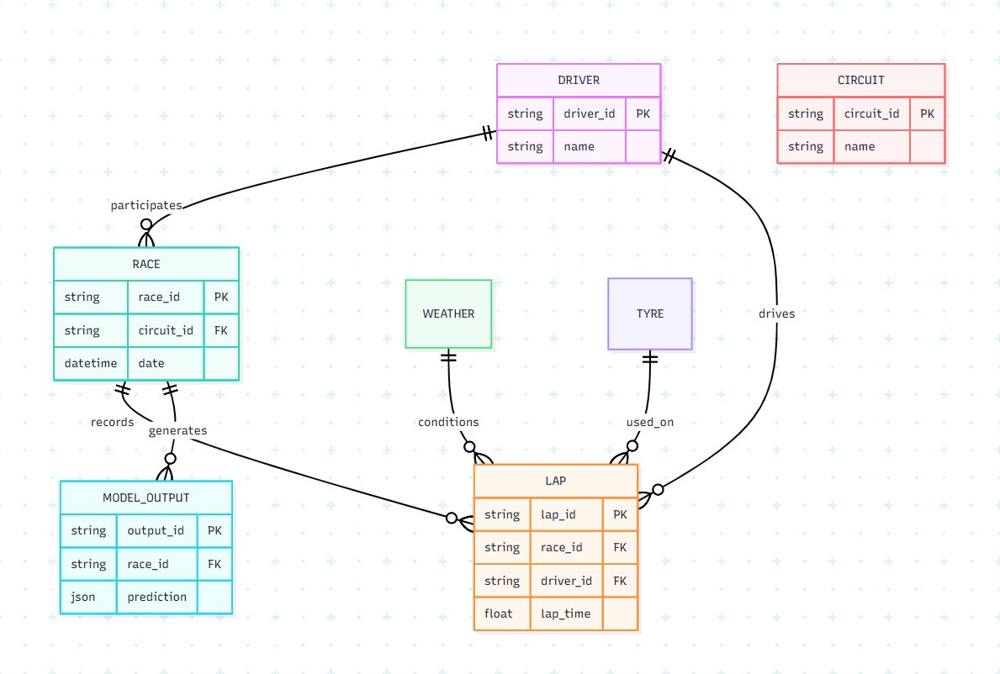 DRIVER
string driver_id PK
string name
CIRCUIT
string circuit_id PK
string name
participates
RACE
string race_id PK
string circuit_id FK
datetime date
WEATHER
TYRE
drives
records
generates
conditions
used_on
MODEL_OUTPUT
string output_id PK
string race_id FK
json prediction
LAP
string lap_id PK
string race_id FK
string driver_id FK
float lap_time